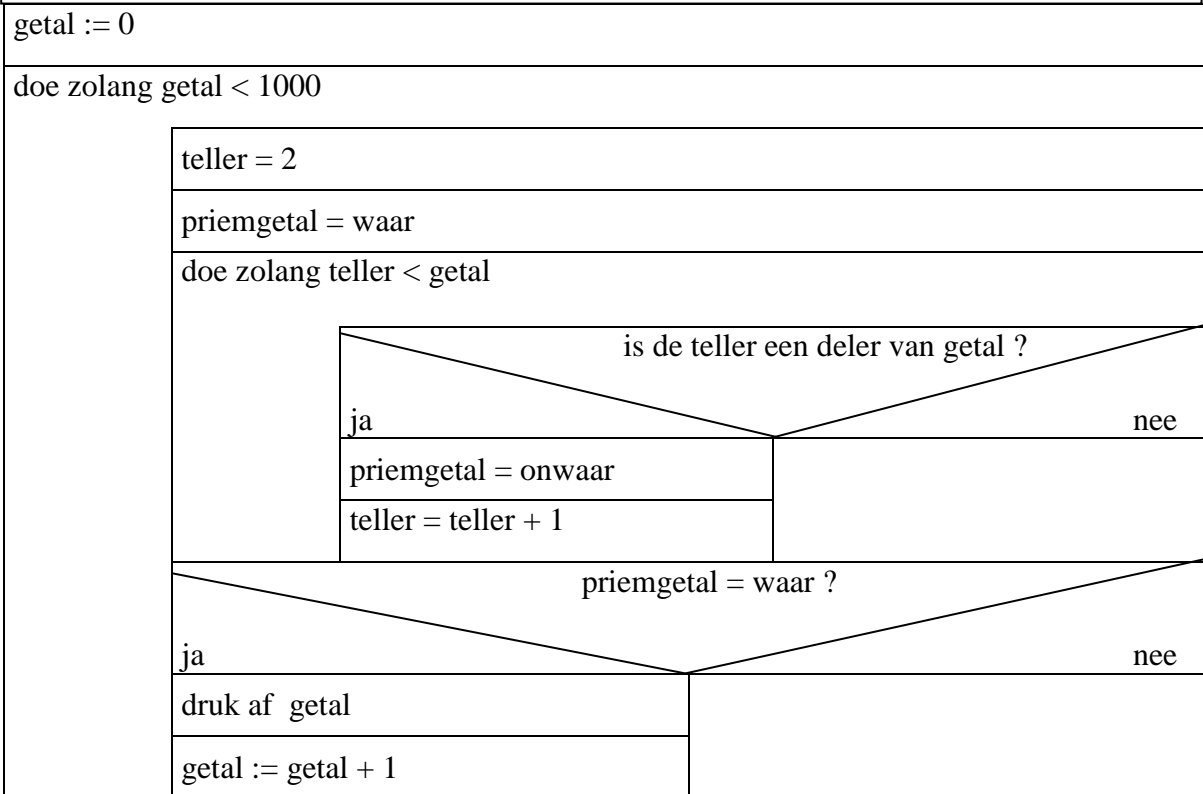 getal := 0
doe zolang getal < 1000
teller = 2
priemgetal = waar
doe zolang teller < getal
is de teller een deler van getal ?
ja nee
priemgetal = onwaar
teller = teller + 1
priemgetal = waar ?
ja nee
druk af getal
getal := getal + 1